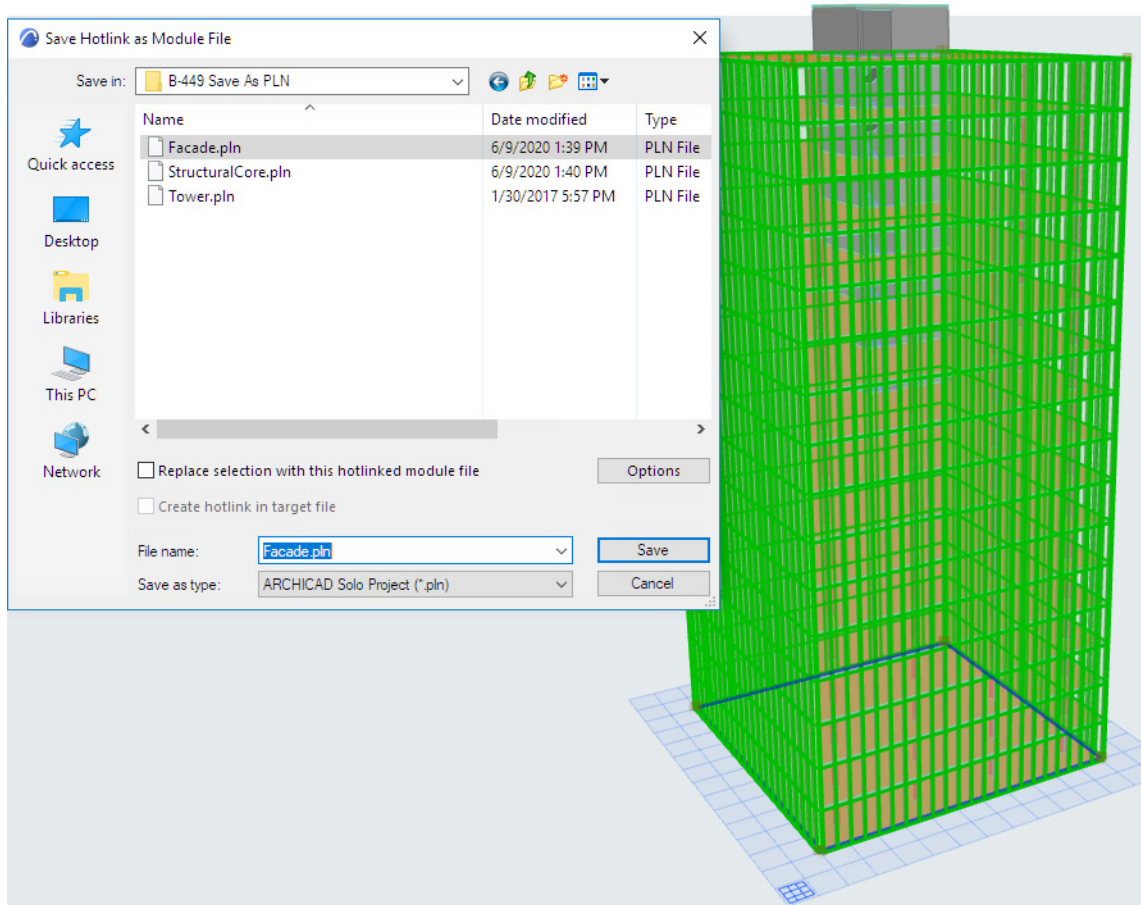 Save Hotlink as Module File
Save in: B-449 Save As PLN
Name Date modified Type
Facade.pln 6/9/2020 1:39 PM PLN File
StructuralCore.pln 6/9/2020 1:40 PM PLN File
Tower.pln 1/30/2017 5:57 PM PLN File
Quick access
Desktop
Libraries
This PC
Network
Replace selection with this hotlinked module file Options
Create hotlink in target file
File name: Facade.pln Save
Save as type: ARCHICAD Solo Project (*.pln) Cancel